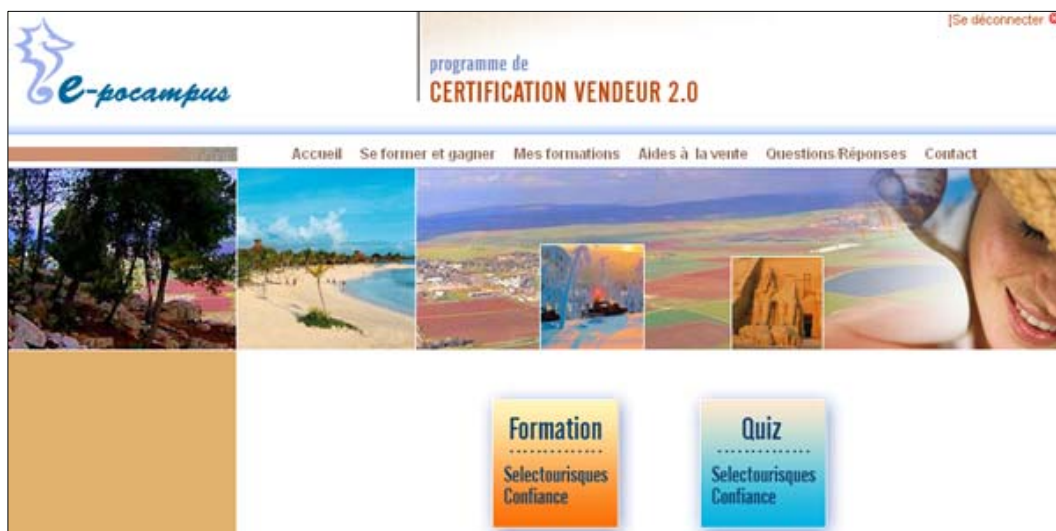 [Se déconnecter
e-pocampus
programme de
CERTIFICATION VENDEUR 2.0
Accueil Se former et gagner Mes formations Aides à la vente Questions/Réponses Contact
Formation
Selectourisques
Confiance
Quiz
Selectourisques
Confiance